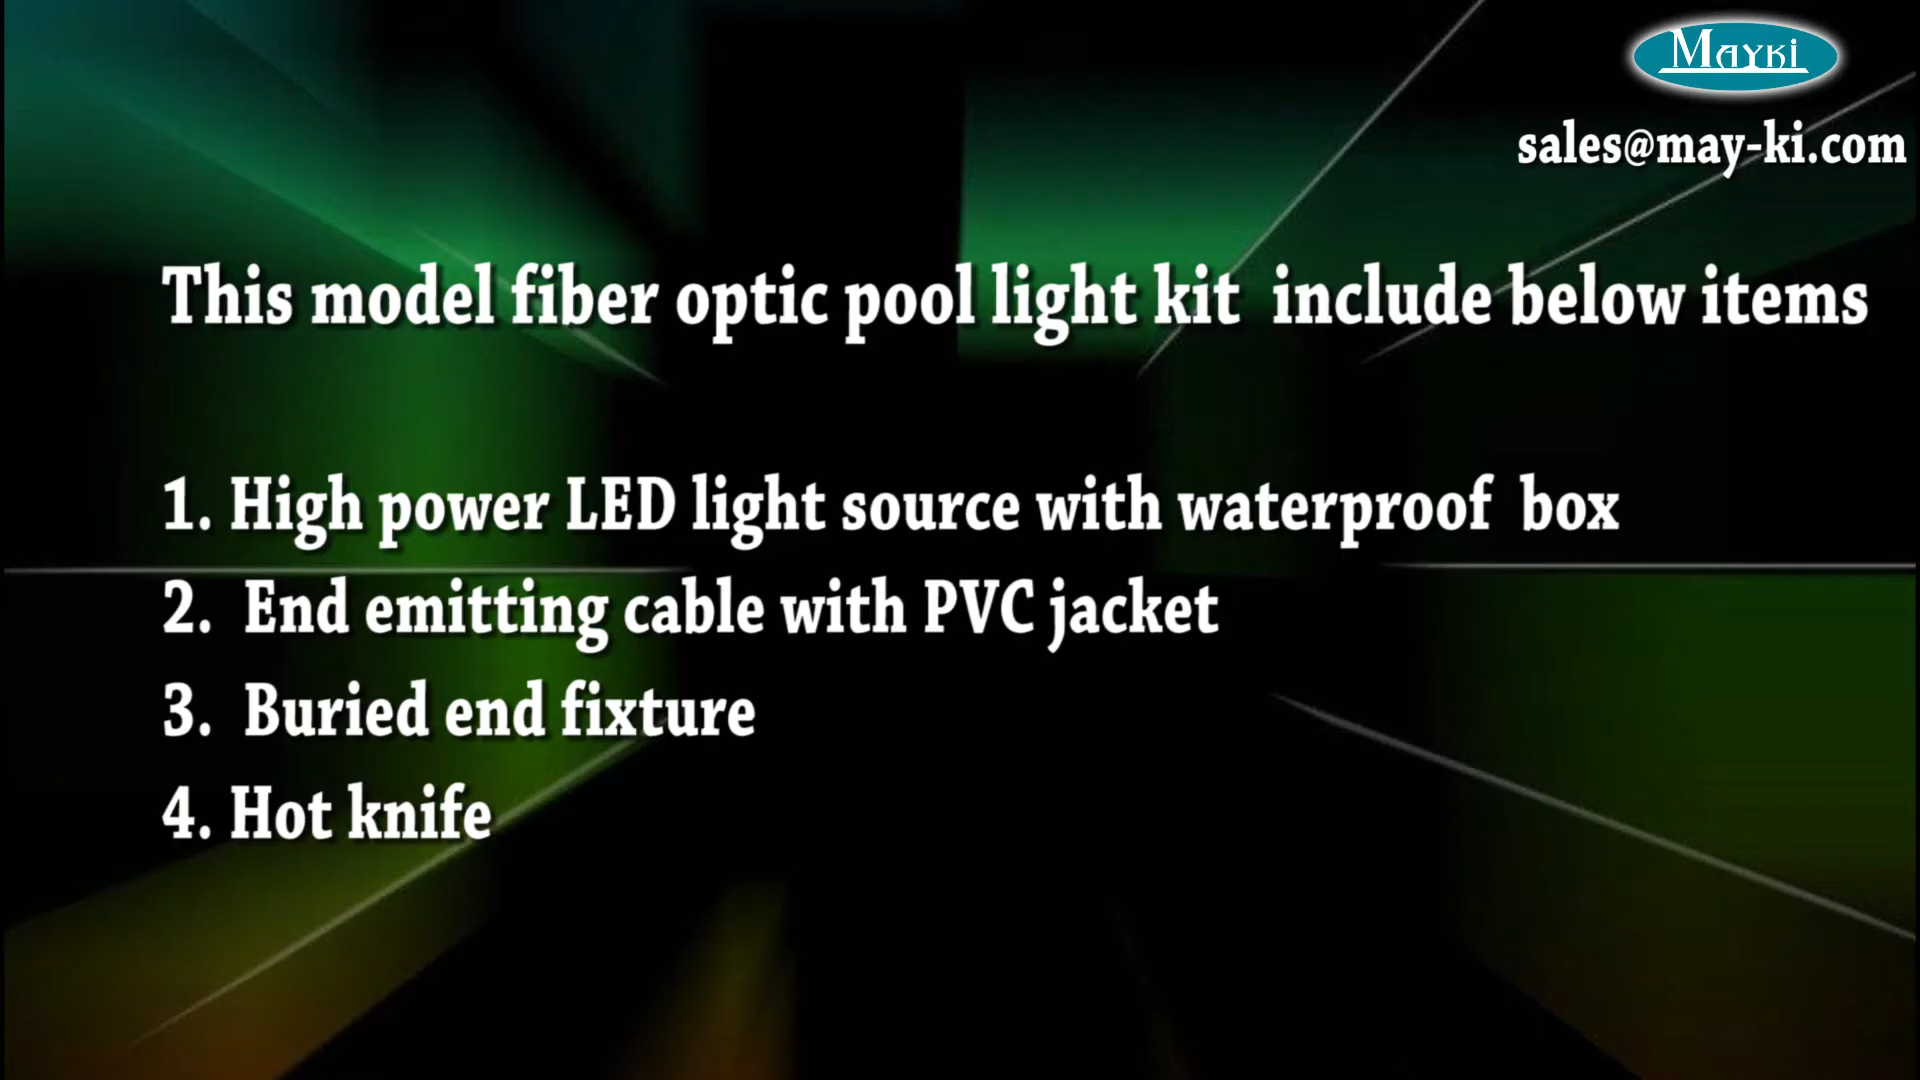 Mayki
sales@may-ki.com
This model fiber optic pool light kit include below items
1. High power LED light source with waterproof box
2. End emitting cable with PVC jacket
3. Buried end fixture
4. Hot knife